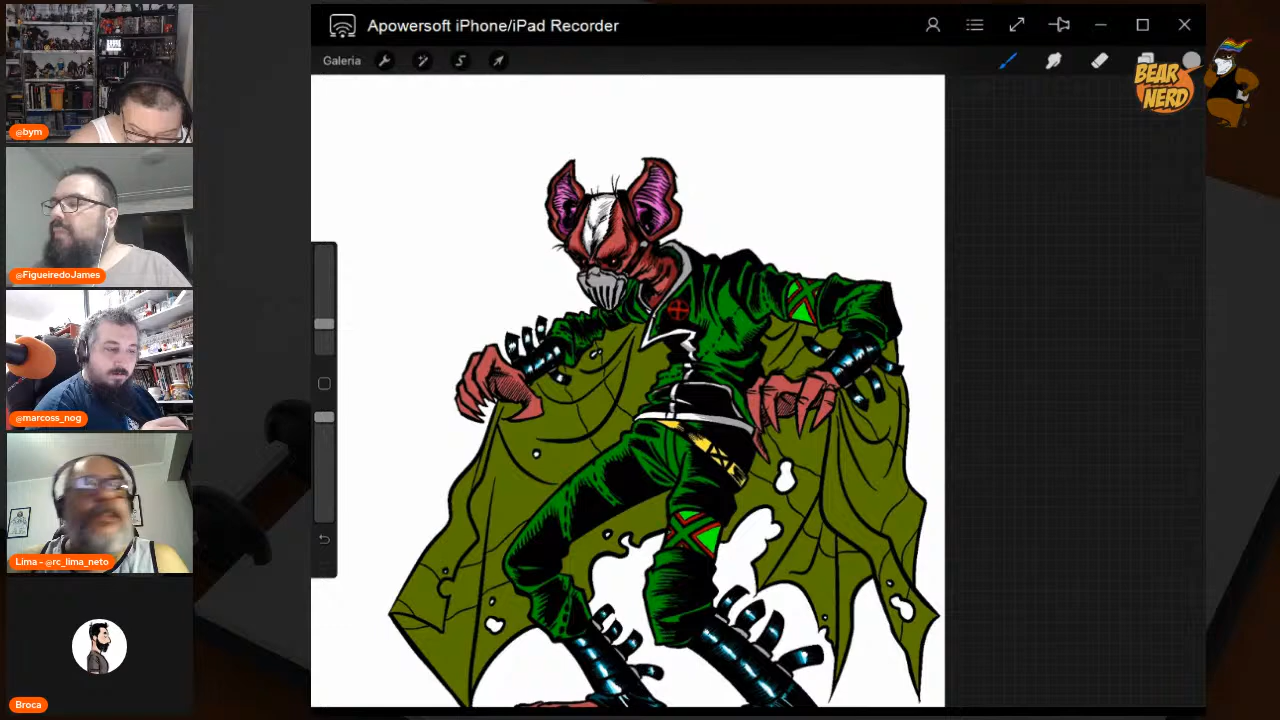 Apowersoft iPhone/iPad Recorder
Galeria
BEAR
NERD
@bym
@FigueiredoJames
@marcoss_nog
Lima - @rc_lima_neto
Broca